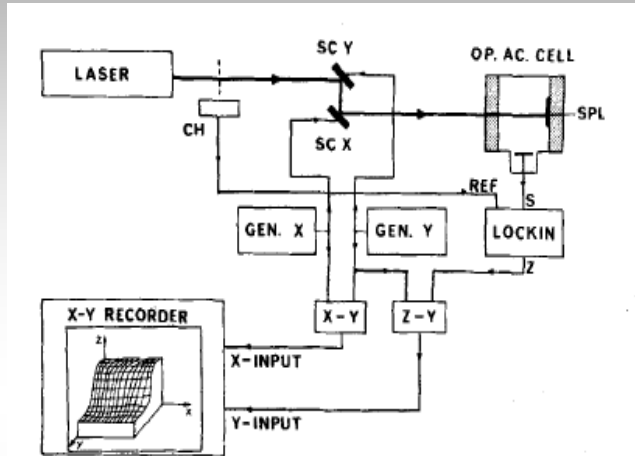 SC Y
OP. AC. CELL
LASER
SPL
CH
SC X
REF
S
GEN. X
GEN. Y
LOCKIN
Z
X-Y RECORDER
X-Y
Z-Y
Z
X-INPUT
X
Y
Y-INPUT